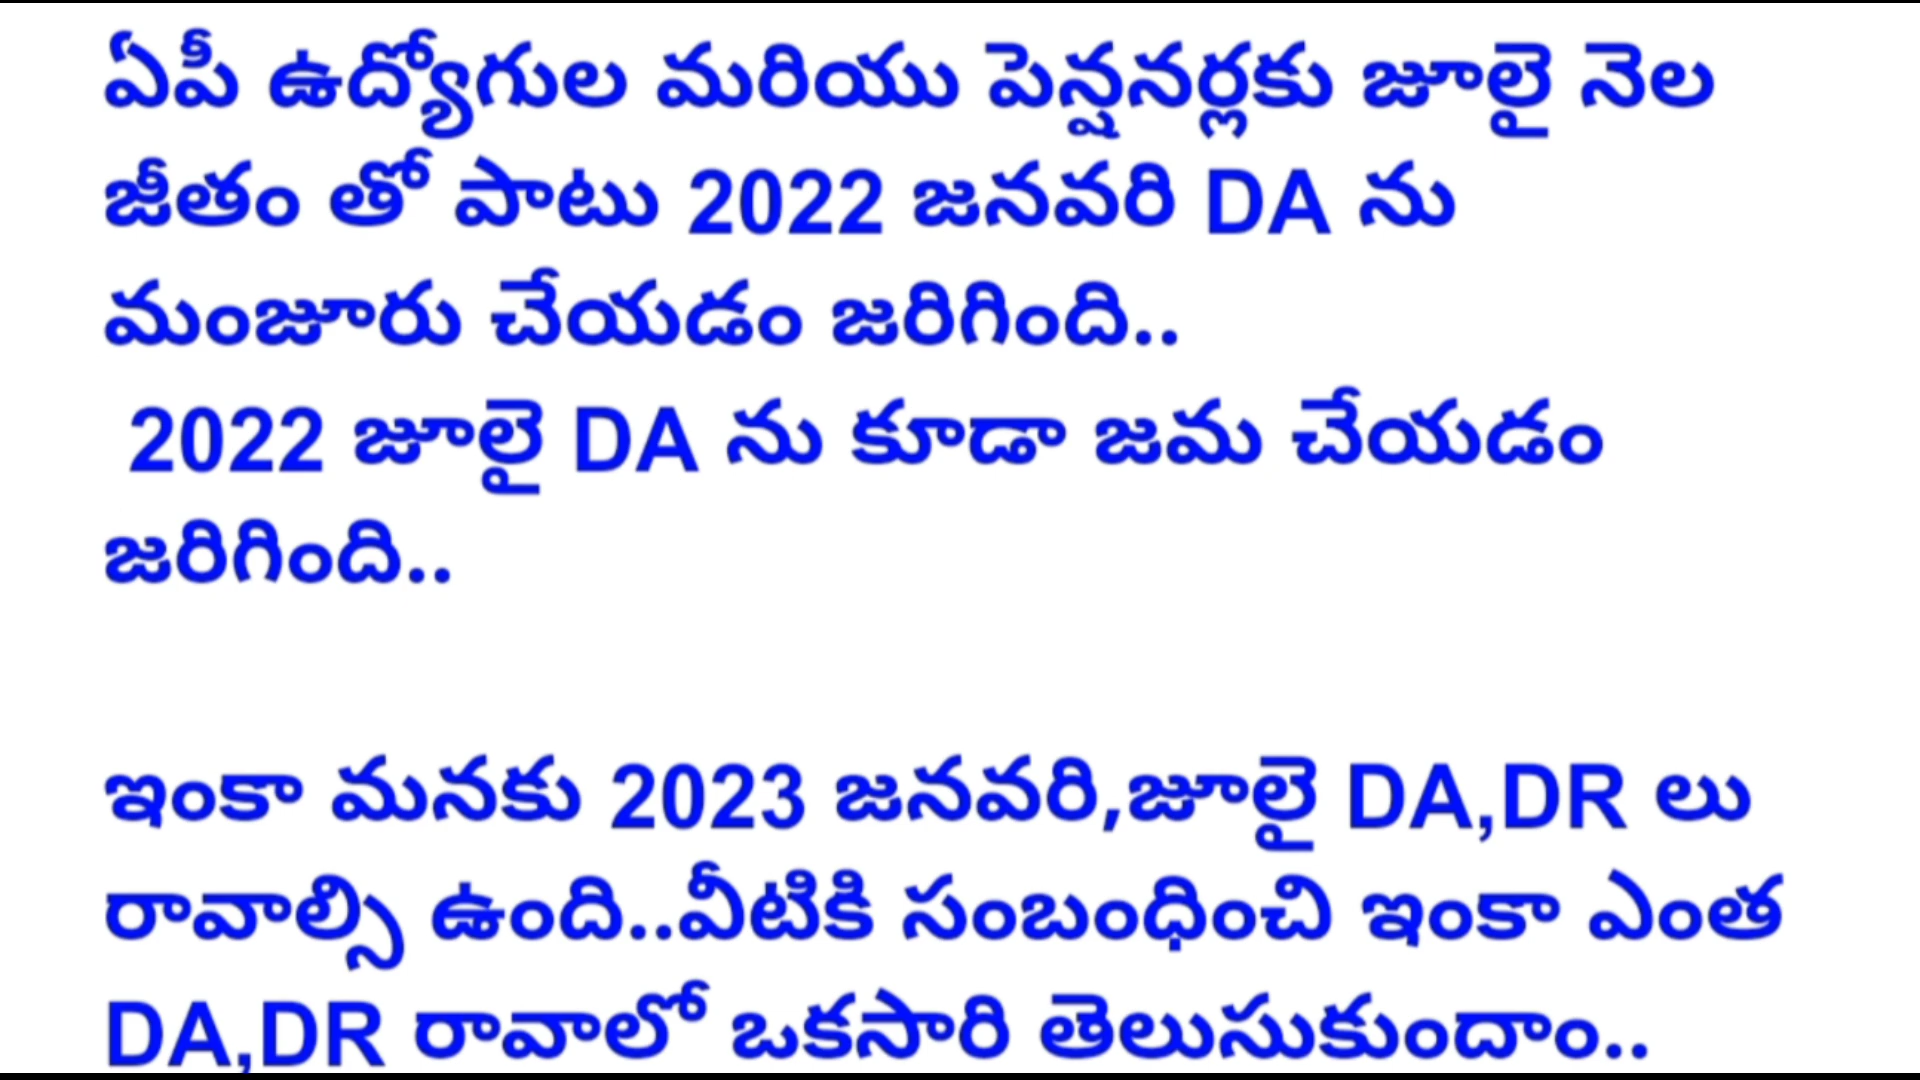 ఏపీ ఉద్యోగుల మరియు పెన్షనర్లకు జూలై నెల
జీతం తో పాటు 2022 జనవరి DA ను
మంజూరు చేయడం జరిగింది..
2022 జూలై DA ను కూడా జమ చేయడం
జరిగింది..
ఇంకా మనకు 2023 జనవరి,జూలై DA,DR లు
రావాల్సి ఉంది..వీటికి సంబంధించి ఇంకా ఎంత
DA,DR రావాలో ఒకసారి తెలుసుకుందాం..